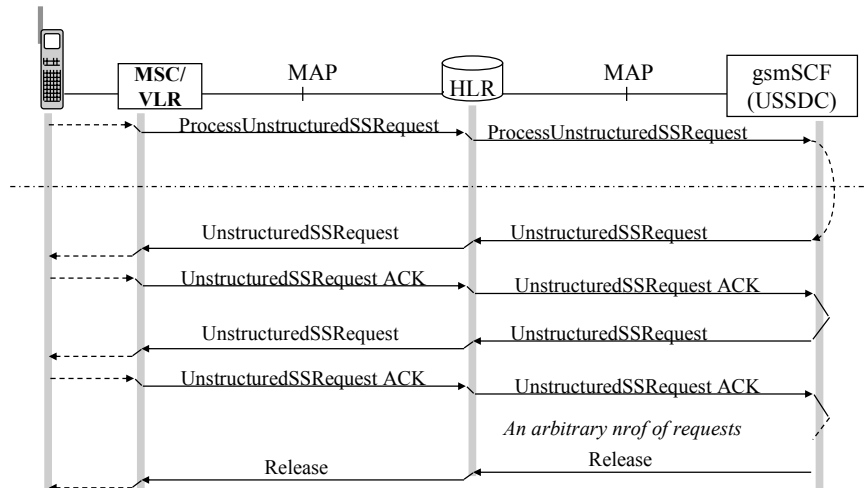 MSC/
VLR
MAP
HLR
MAP
gsmSCF
(USSDC)
ProcessUnstructuredSSRequest
ProcessUnstructuredSSRequest
UnstructuredSSRequest
UnstructuredSSRequest
UnstructuredSSRequest ACK
UnstructuredSSRequest ACK
UnstructuredSSRequest
UnstructuredSSRequest
UnstructuredSSRequest ACK
UnstructuredSSRequest ACK
An arbitrary nrof of requests
Release
Release